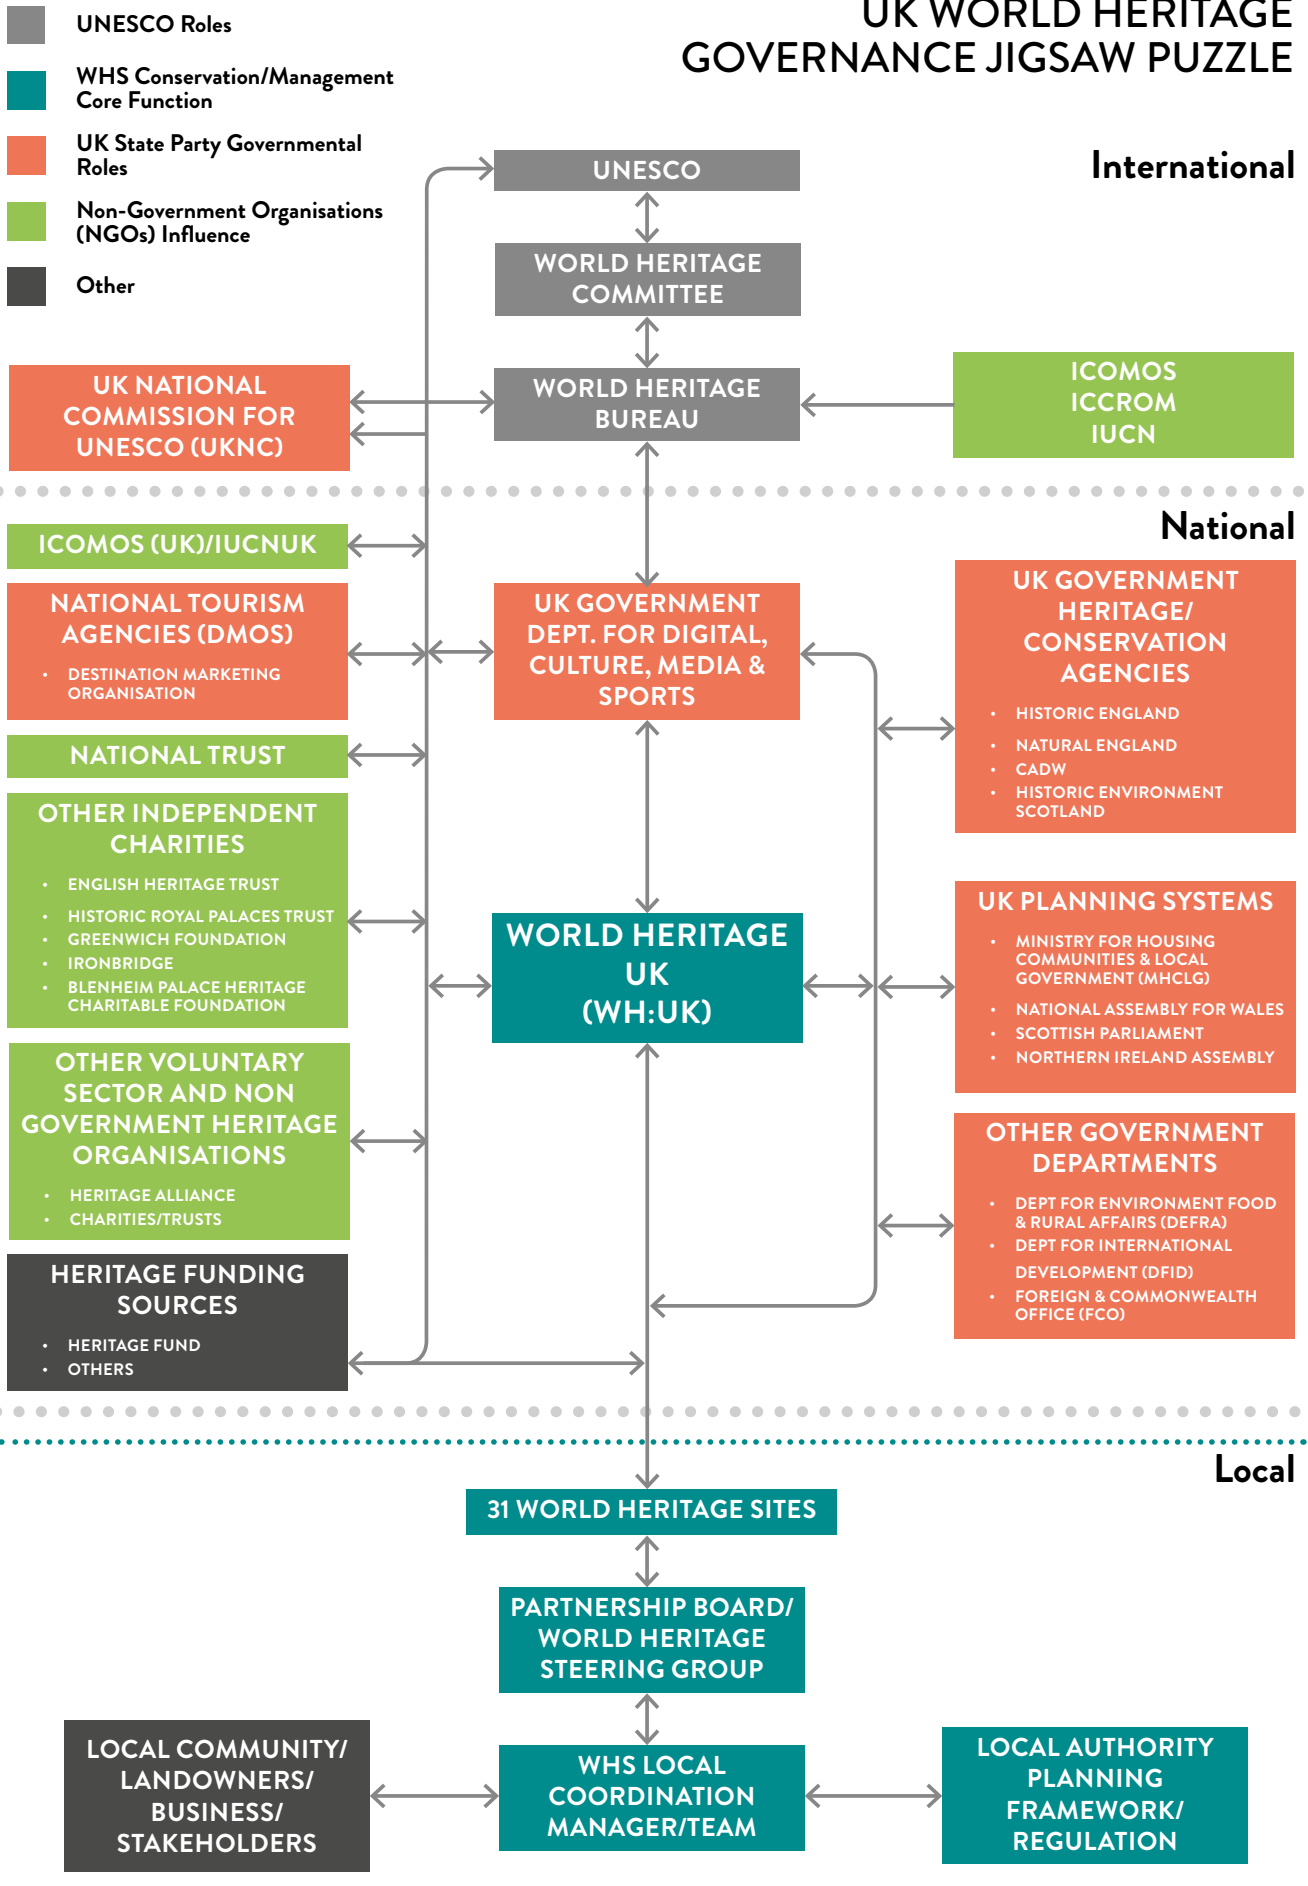 UNESCO Roles
WHS Conservation/Management
Core Function
UK State Party Governmental
Roles
Non-Government Organisations
(NGOs) Influence
Other
UK WORLD HERITAGE
GOVERNANCE JIGSAW PUZZLE
International
UNESCO
WORLD HERITAGE
COMMITTEE
UK NATIONAL
COMMISSION FOR
UNESCO (UKNC)
WORLD HERITAGE
BUREAU
ICOMOS
ICCROM
IUCN
National
ICOMOS (UK)/IUCNUK
NATIONAL TOURISM
AGENCIES (DMOS)
• DESTINATION MARKETING
ORGANISATION
NATIONAL TRUST
OTHER INDEPENDENT
CHARITIES
• ENGLISH HERITAGE TRUST
• HISTORIC ROYAL PALACES TRUST
• GREENWICH FOUNDATION
• IRONBRIDGE
• BLENHEIM PALACE HERITAGE
CHARITABLE FOUNDATION
OTHER VOLUNTARY
SECTOR AND NON
GOVERNMENT HERITAGE
ORGANISATIONS
• HERITAGE ALLIANCE
• CHARITIES/TRUSTS
HERITAGE FUNDING
SOURCES
• HERITAGE FUND
• OTHERS
UK GOVERNMENT
DEPT. FOR DIGITAL,
CULTURE, MEDIA &
SPORTS
WORLD HERITAGE
UK
(WH:UK)
UK GOVERNMENT
HERITAGE/
CONSERVATION
AGENCIES
• HISTORIC ENGLAND
• NATURAL ENGLAND
• CADW
• HISTORIC ENVIRONMENT
SCOTLAND
UK PLANNING SYSTEMS
• MINISTRY FOR HOUSING
COMMUNITIES & LOCAL
GOVERNMENT (MHCLG)
• NATIONAL ASSEMBLY FOR WALES
• SCOTTISH PARLIAMENT
• NORTHERN IRELAND ASSEMBLY
OTHER GOVERNMENT
DEPARTMENTS
• DEPT FOR ENVIRONMENT FOOD
& RURAL AFFAIRS (DEFRA)
• DEPT FOR INTERNATIONAL
DEVELOPMENT (DFID)
• FOREIGN & COMMONWEALTH
OFFICE (FCO)
Local
31 WORLD HERITAGE SITES
PARTNERSHIP BOARD/
WORLD HERITAGE
STEERING GROUP
LOCAL COMMUNITY/
LANDOWNERS/
BUSINESS/
STAKEHOLDERS
WHS LOCAL
COORDINATION
MANAGER/TEAM
LOCAL AUTHORITY
PLANNING
FRAMEWORK/
REGULATION